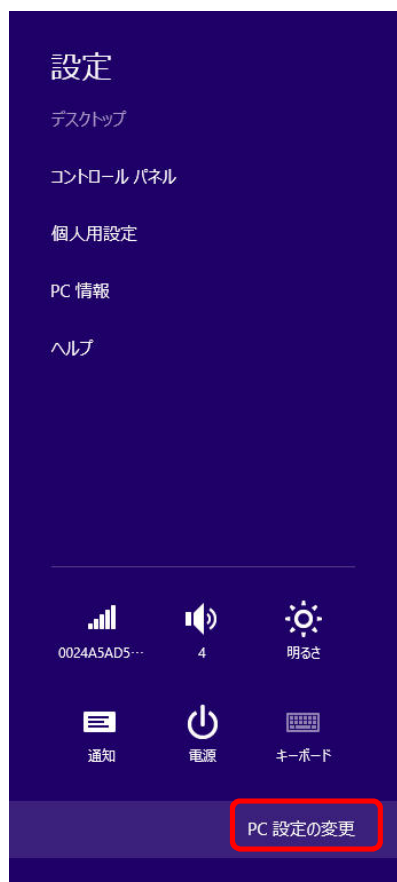 設定
デスクトップ
コントロール パネル
個人用設定
PC 情報
ヘルプ
0024A5AD5…
4
明るさ
通知
電源
キーボード
PC 設定の変更